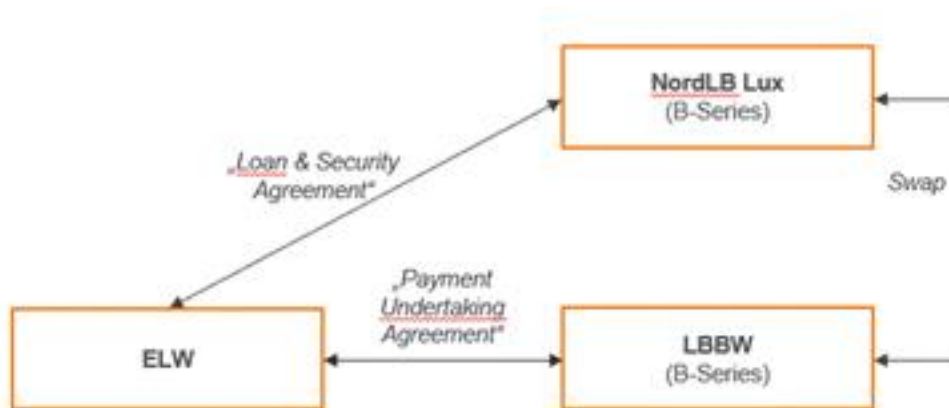 NordLB Lux
(B-Series)
„Loan & Security
Agreement“
Swap
„Payment
Undertaking
Agreement“
ELW
LBBW
(B-Series)